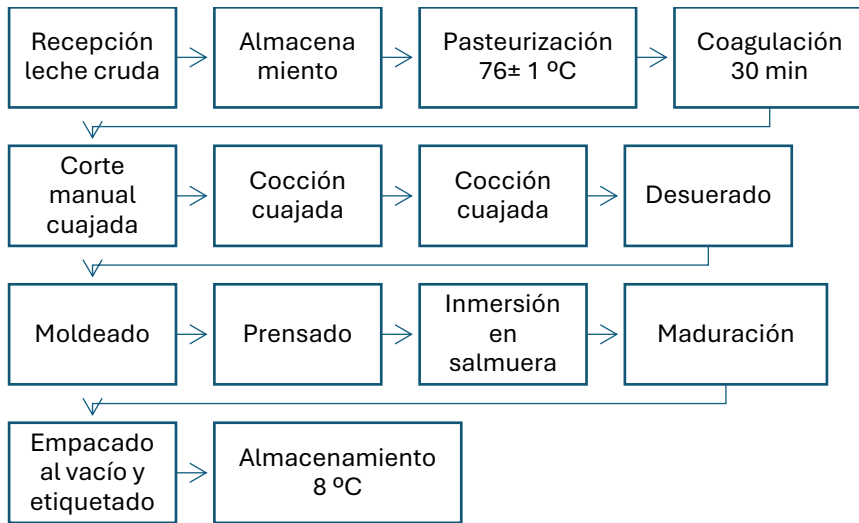 Recepción
leche cruda
Almacena
miento
Pasteurización
76± 1 ºC
Coagulación
30 min
Corte
manual
cuajada
Cocción
cuajada
Cocción
cuajada
Desuerado
Moldeado
Prensado
Inmersión
en
salmuera
Maduración
Empacado
al vacío y
etiquetado
Almacenamiento
8 ºC